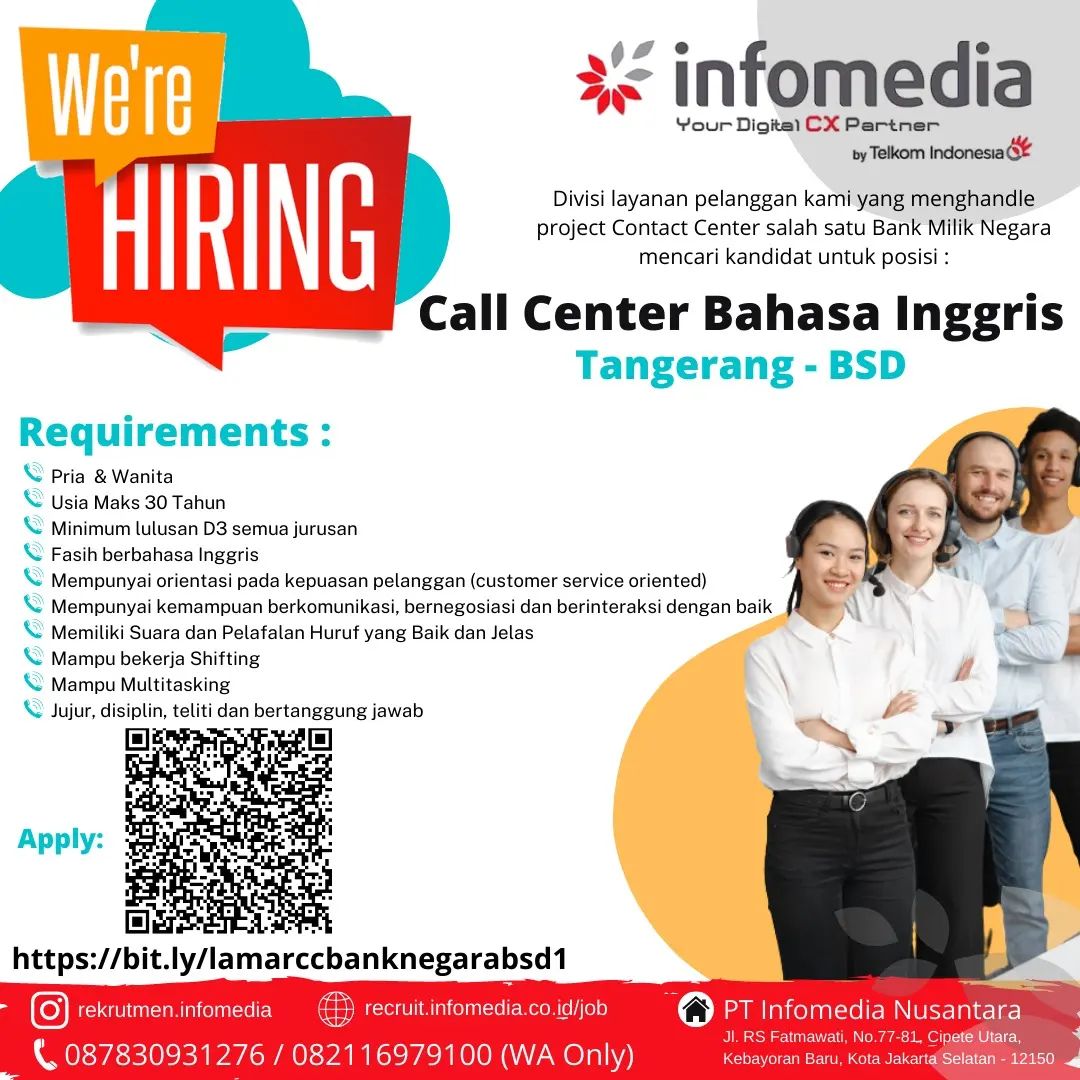 We're
HIRING
infomedia
Your Digital CX Partner
by Telkom Indonesia
Divisi layanan pelanggan kami yang menghandle
project Contact Center salah satu Bank Milik Negara
mencari kandidat untuk posisi :
Call Center Bahasa Inggris
Tangerang - BSD
Requirements :
Pria & Wanita
Usia Maks 30 Tahun
Minimum lulusan D3 semua jurusan
Fasih berbahasa Inggris
Mempunyai orientasi pada kepuasan pelanggan (customer service oriented)
Mempunyai kemampuan berkomunikasi, bernegosiasi dan berinteraksi dengan baik
Memiliki Suara dan Pelafalan Huruf yang Baik dan Jelas
Mampu bekerja Shifting
Mampu Multitasking
Jujur, disiplin, teliti dan bertanggung jawab
Apply:
https://bit.ly/lamarccbanknegarabsd1
rekrutmen.infomedia
recruit.infomedia.co.id/job
087830931276 / 082116979100 (WA Only)
PT Infomedia Nusantara
Jl. RS Fatmawati, No.77-81, Cipete Utara,
Kebayoran Baru, Kota Jakarta Selatan - 12150